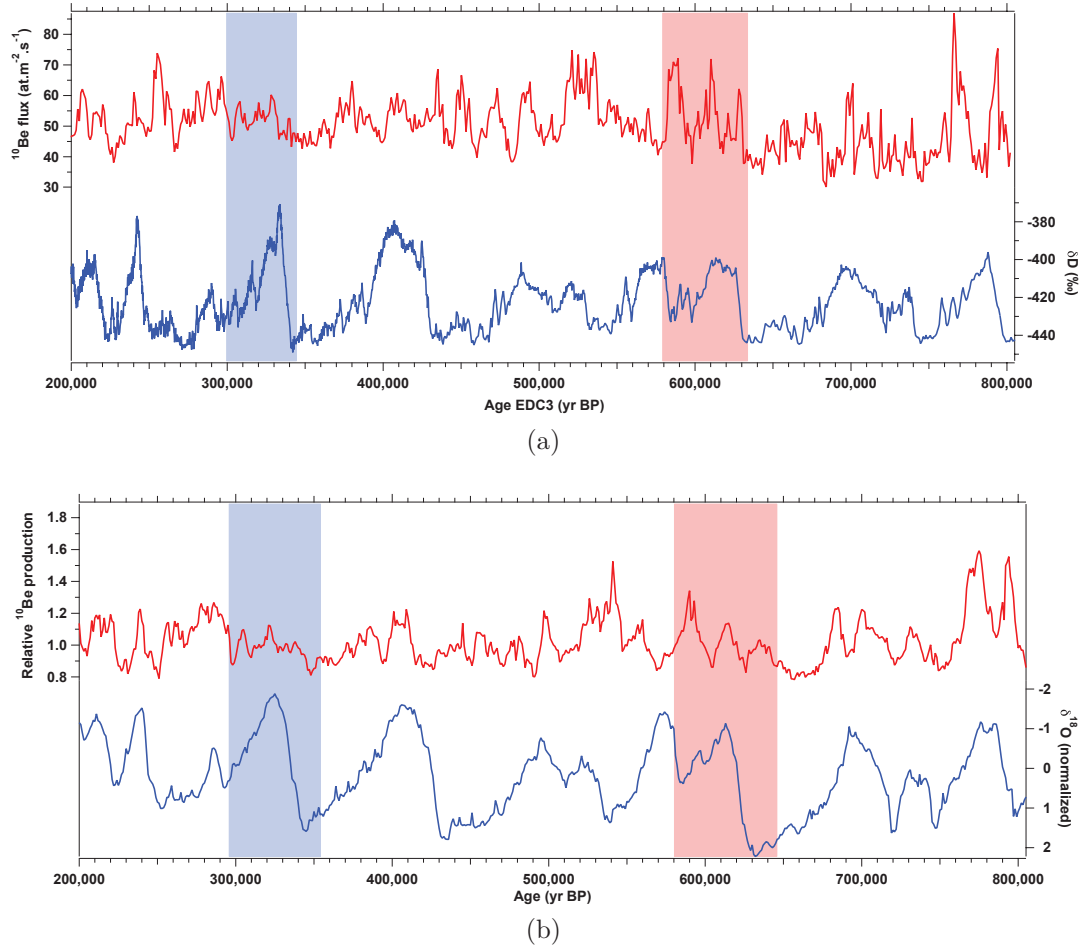 ¹⁰Be flux (at.m⁻².s⁻¹)
80
70
60
50
40
30
-380
-400
-420
-440
δD (‰)
200,000 300,000 400,000 500,000 600,000 700,000 800,000
Age EDC3 (yr BP)
(a)
Relative ¹⁰Be production
1.8
1.6
1.4
1.2
1.0
0.8
-2
-1
0
1
2
δ¹⁸O (normalized)
200,000 300,000 400,000 500,000 600,000 700,000 800,000
Age (yr BP)
(b)